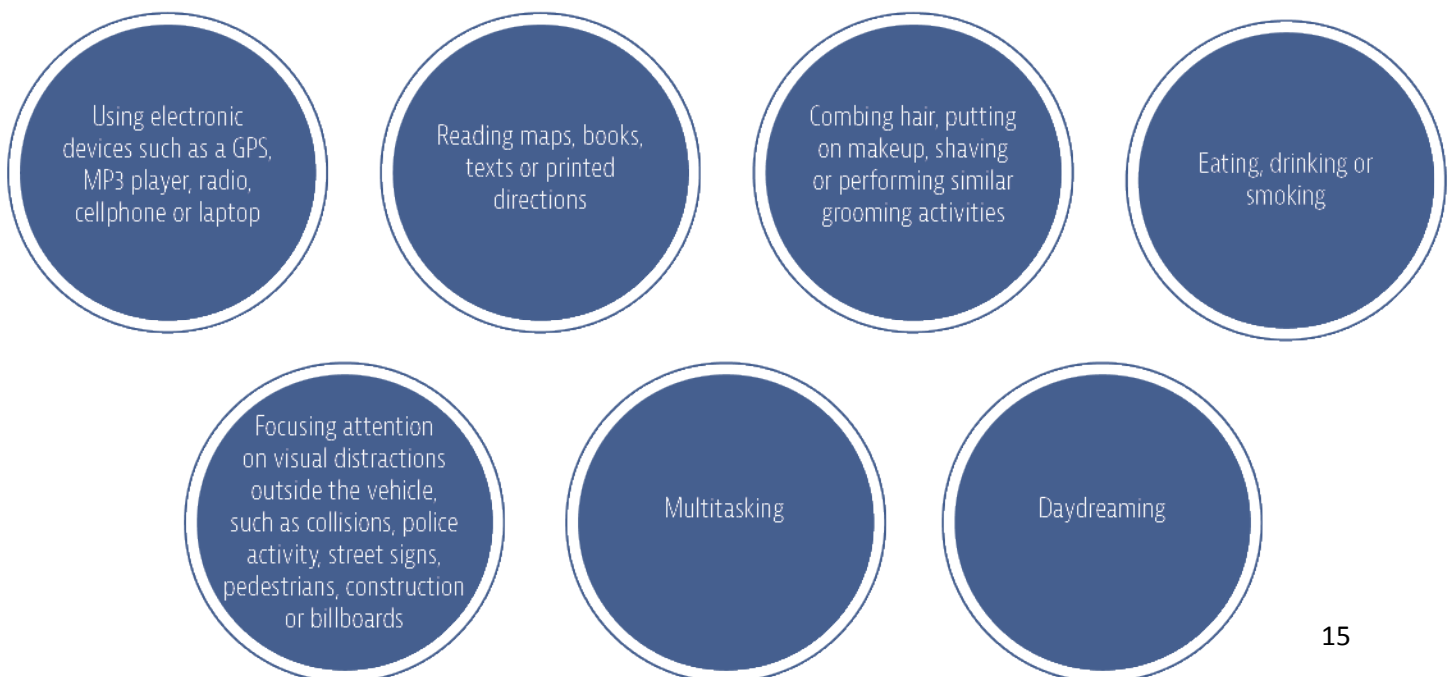 Using electronic
devices such as a GPS,
MP3 player, radio,
cellphone or laptop
Reading maps, books,
texts or printed
directions
Combing hair, putting
on makeup, shaving
or performing similar
grooming activities
Eating, drinking or
smoking
Focusing attention
on visual distractions
outside the vehicle,
such as collisions, police
activity, street signs,
pedestrians, construction
or billboards
Multitasking
Daydreaming
15